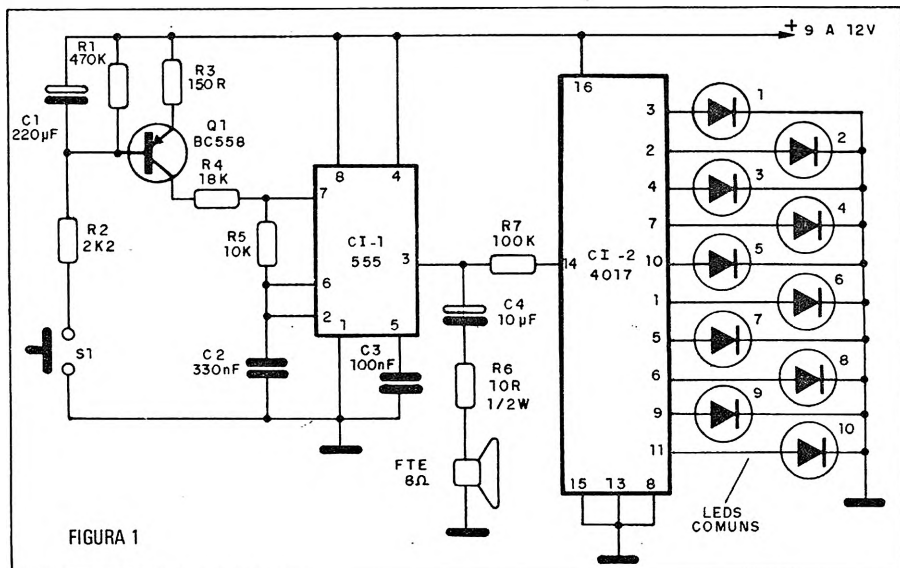 + 9 A 12V
R1
470K
R3
150R
C1
220µF
Q1
BC558
R4
18K
R2
2K2
S1
R5
10K
C2
330nF
8
4
7
CI-1
555
3
6
2
1
5
C3
100nF
R7
100K
C4
10µF
R6
10R
1/2W
FTE
8Ω
16
14
CI-2
4017
3
2
4
7
10
1
5
6
9
11
15
13
8
1
2
3
4
5
6
7
8
9
10
LEDS
COMUNS
FIGURA 1